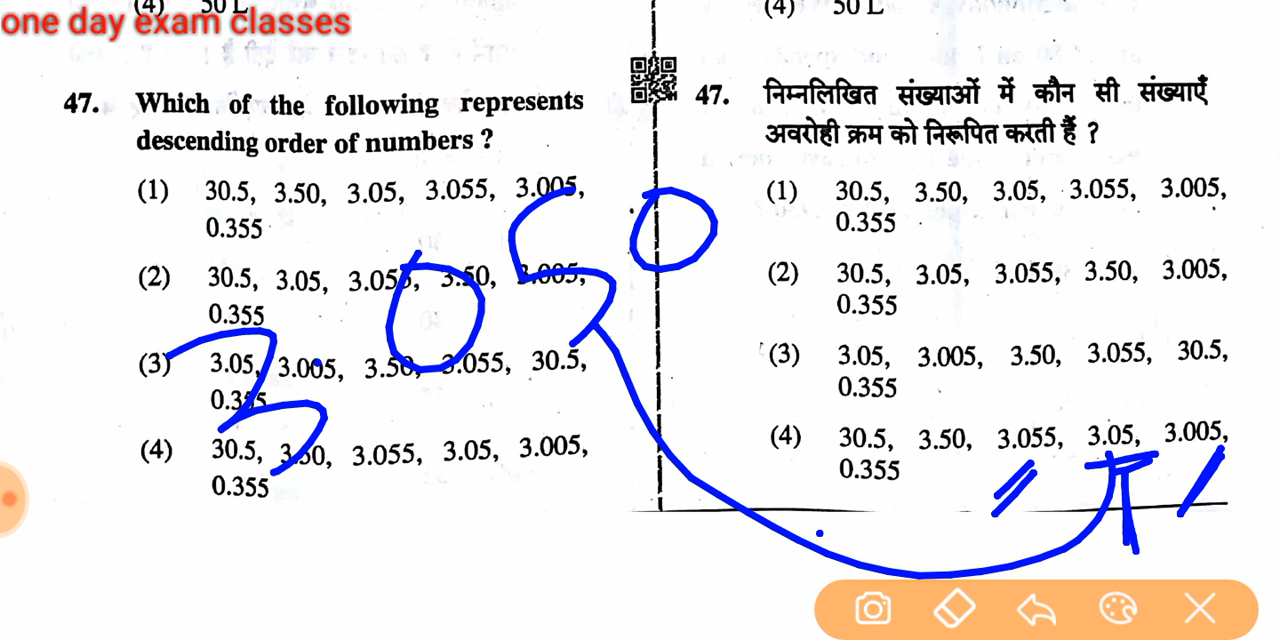 (4) 50 L
(4) 50 L
one day exam classes
47. Which of the following represents
descending order of numbers ?
(1) 30.5, 3.50, 3.05, 3.055, 3.005,
0.355
(2) 30.5, 3.05, 3.055, 3.50, 3.005,
0.355
(3) 3.05, 3.005, 3.50, 3.055, 30.5,
0.355
(4) 30.5, 3.50, 3.055, 3.05, 3.005,
0.355
47. निम्नलिखित संख्याओं में कौन सी संख्याएँ
अवरोही क्रम को निरूपित करती हैं ?
(1) 30.5, 3.50, 3.05, 3.055, 3.005,
0.355
(2) 30.5, 3.05, 3.055, 3.50, 3.005,
0.355
(3) 3.05, 3.005, 3.50, 3.055, 30.5,
0.355
(4) 30.5, 3.50, 3.055, 3.05, 3.005,
0.355
3.050